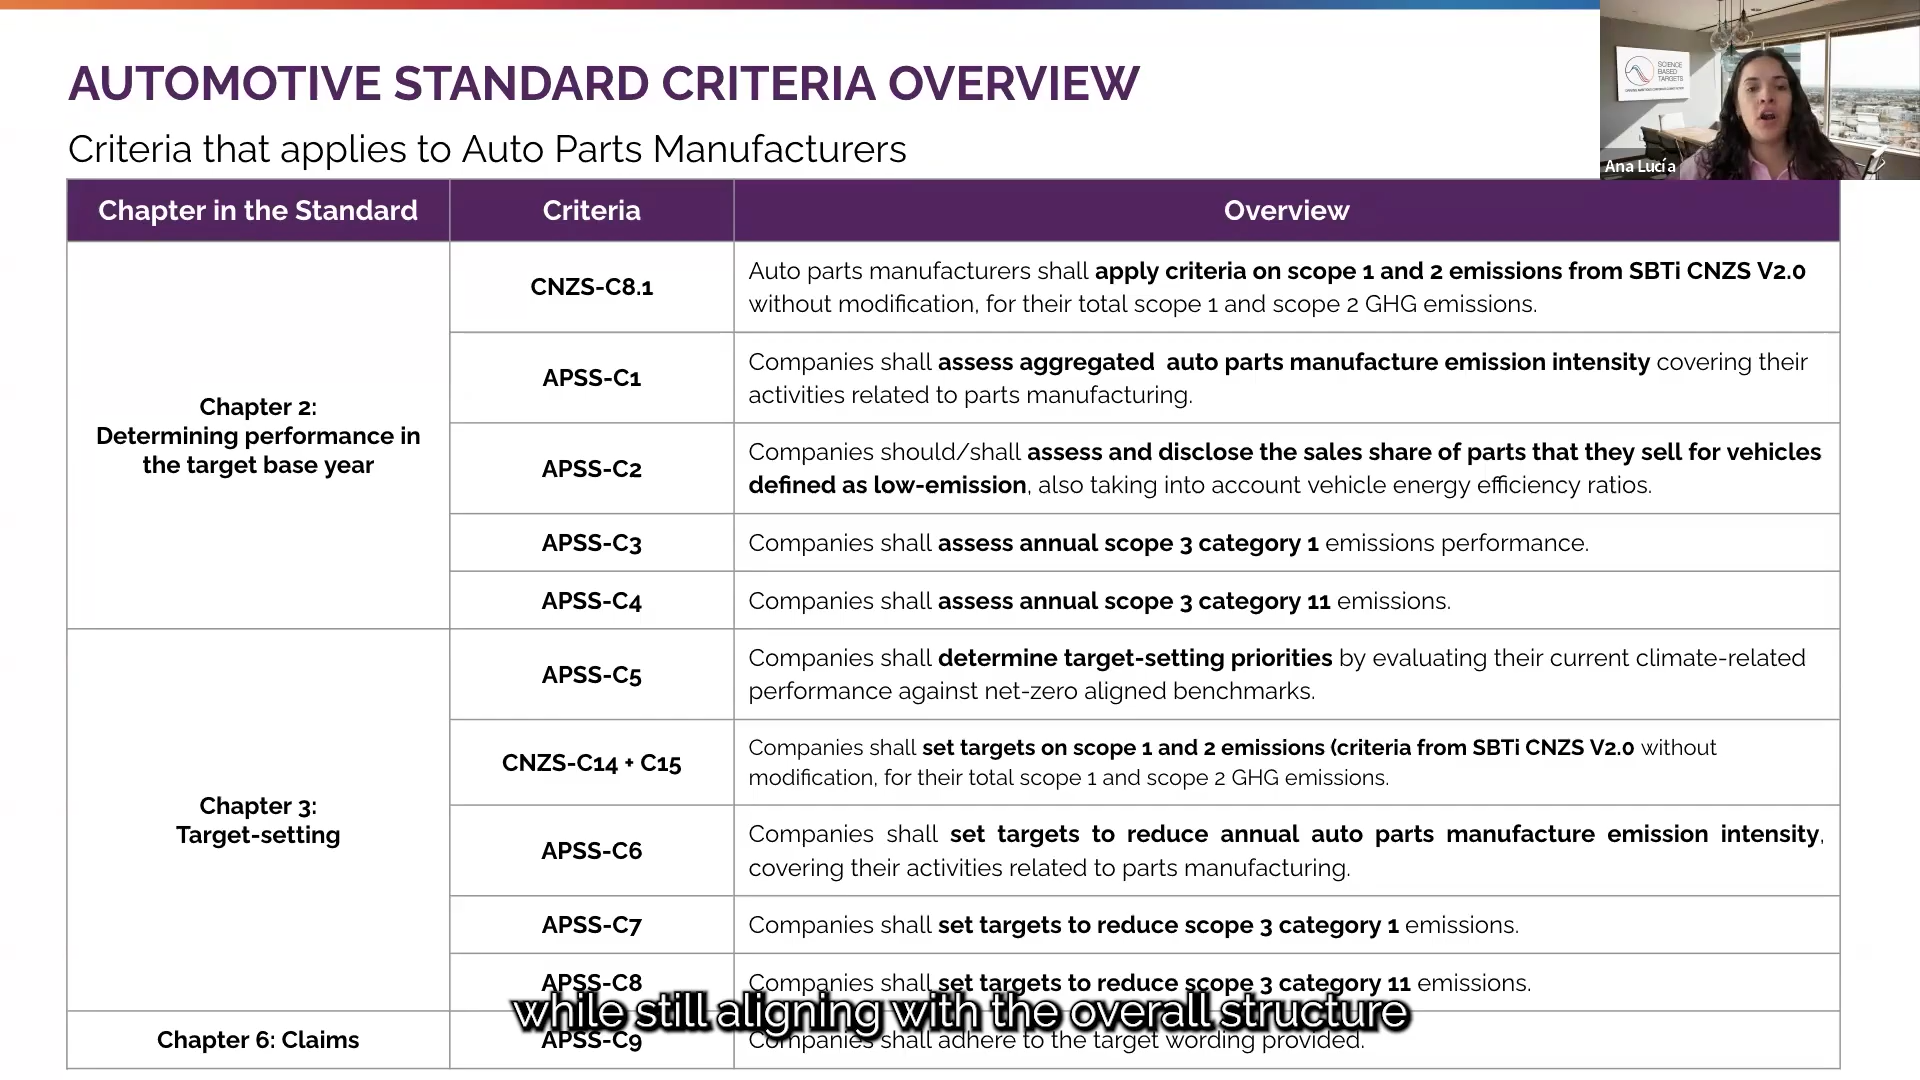 AUTOMOTIVE STANDARD CRITERIA OVERVIEW
Criteria that applies to Auto Parts Manufacturers
SCIENCE
BASED
TARGETS
Ana Lucía
Chapter in the Standard
Criteria
Overview
Chapter 2:
Determining performance in
the target base year
CNZS-C8.1
Auto parts manufacturers shall apply criteria on scope 1 and 2 emissions from SBTi CNZS V2.0
without modification, for their total scope 1 and scope 2 GHG emissions.
APSS-C1
Companies shall assess aggregated auto parts manufacture emission intensity covering their
activities related to parts manufacturing.
APSS-C2
Companies should/shall assess and disclose the sales share of parts that they sell for vehicles
defined as low-emission, also taking into account vehicle energy efficiency ratios.
APSS-C3
Companies shall assess annual scope 3 category 1 emissions performance.
APSS-C4
Companies shall assess annual scope 3 category 11 emissions.
Chapter 3:
Target-setting
APSS-C5
Companies shall determine target-setting priorities by evaluating their current climate-related
performance against net-zero aligned benchmarks.
CNZS-C14 + C15
Companies shall set targets on scope 1 and 2 emissions (criteria from SBTi CNZS V2.0 without
modification, for their total scope 1 and scope 2 GHG emissions.
APSS-C6
Companies shall set targets to reduce annual auto parts manufacture emission intensity,
covering their activities related to parts manufacturing.
APSS-C7
Companies shall set targets to reduce scope 3 category 1 emissions.
APSS-C8
Companies shall set targets to reduce scope 3 category 11 emissions.
while still aligning with the overall structure
Chapter 6: Claims
APSS-C9
Companies shall adhere to the target wording provided.